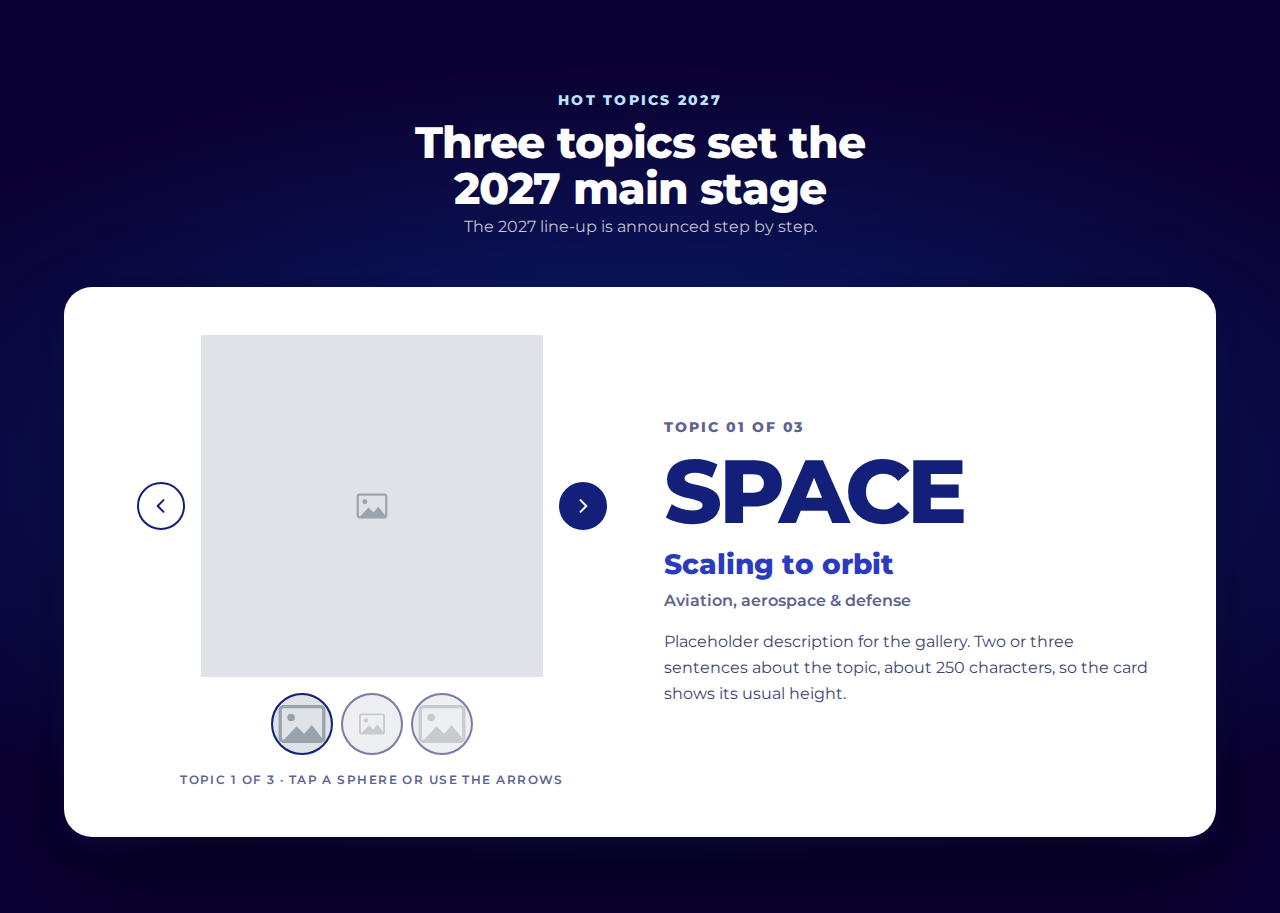 HOT TOPICS 2027
Three topics set the
2027 main stage
The 2027 line-up is announced step by step.
TOPIC 01 OF 03
SPACE
Scaling to orbit
Aviation, aerospace & defense
Placeholder description for the gallery. Two or three
sentences about the topic, about 250 characters, so the card
shows its usual height.
TOPIC 1 OF 3 · TAP A SPHERE OR USE THE ARROWS